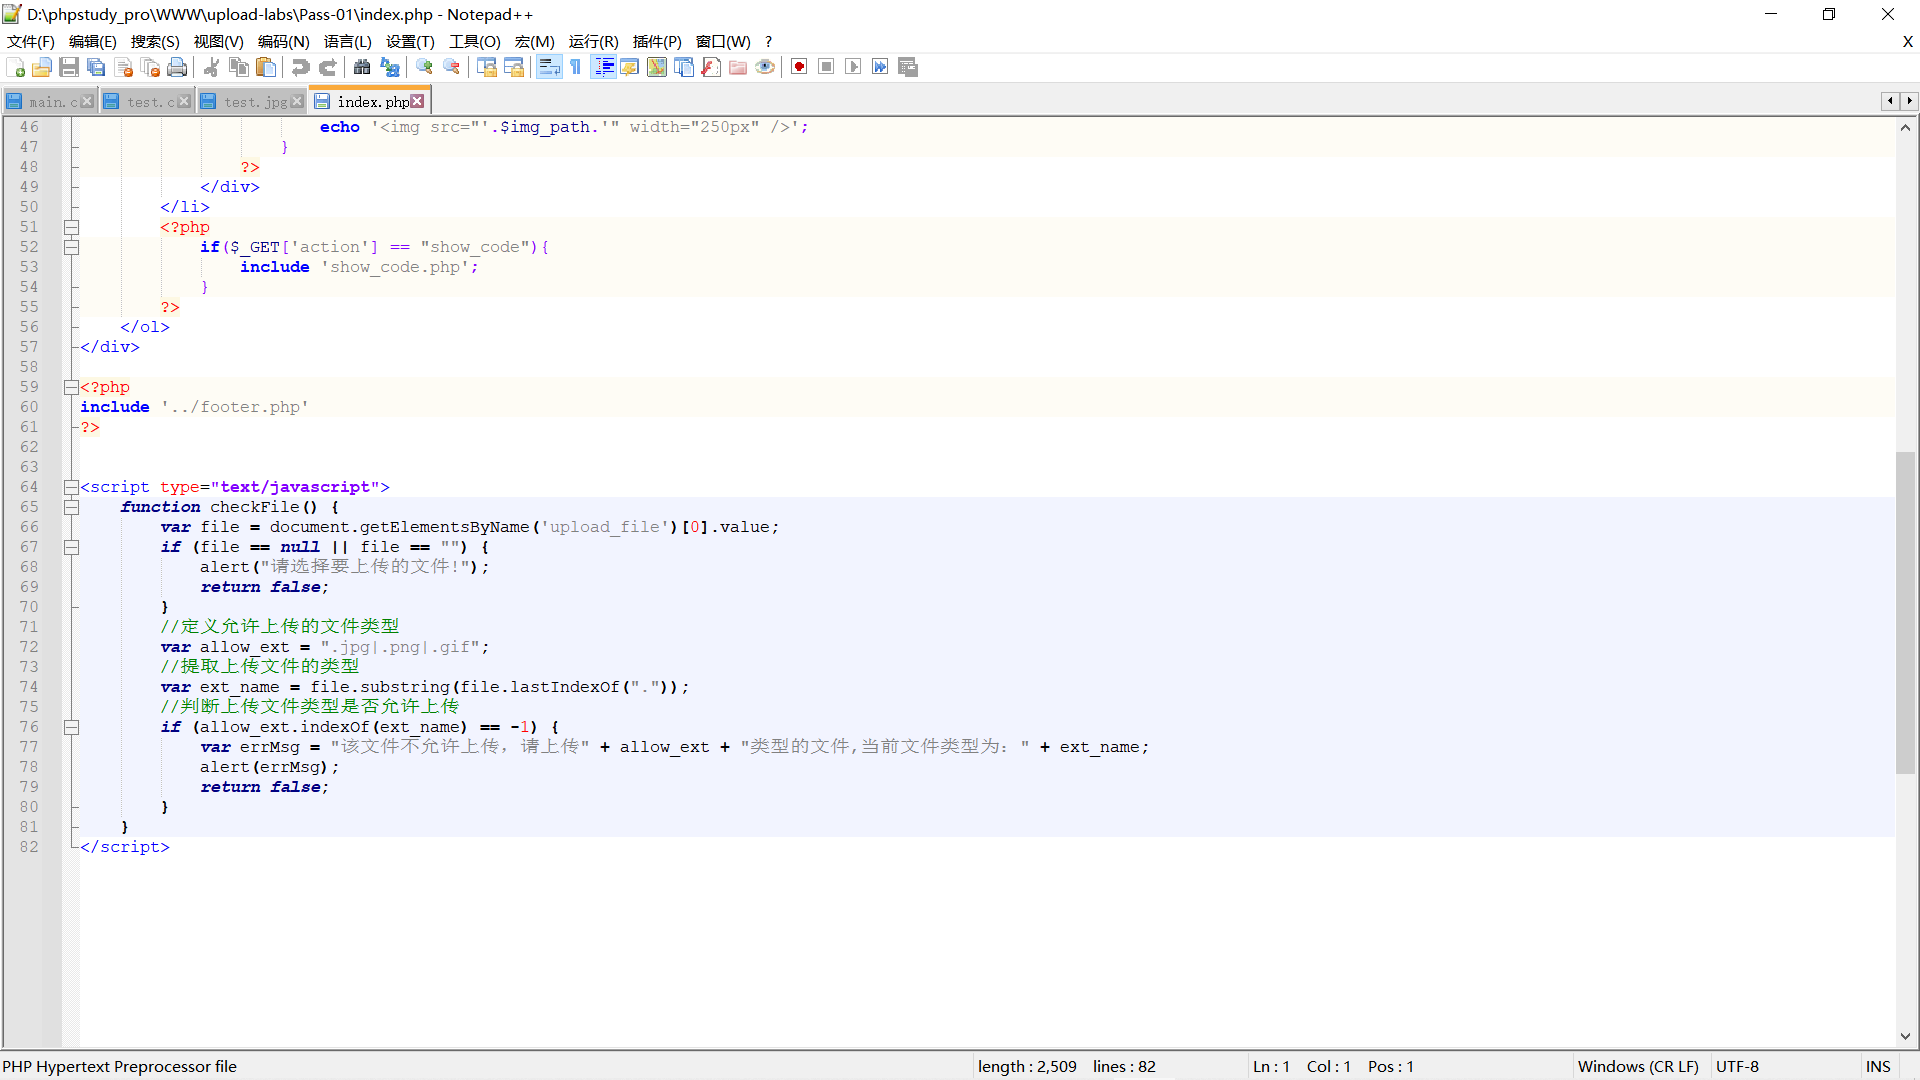 D:\phpstudy_pro\WWW\upload-labs\Pass-01\index.php - Notepad++
文件(F) 编辑(E) 搜索(S) 视图(V) 编码(N) 语言(L) 设置(T) 工具(O) 宏(M) 运行(R) 插件(P) 窗口(W) ? X
main.c test.c test.jpg index.php
46 echo '<img src="'.$img_path.'" width="250px" />';
47 }
48 ?>
49 </div>
50 </li>
51 <?php
52 if($_GET['action'] == "show_code"){
53 include 'show_code.php';
54 }
55 ?>
56 </ol>
57 </div>
58
59 <?php
60 include '../footer.php'
61 ?>
62
63
64 <script type="text/javascript">
65 function checkFile() {
66 var file = document.getElementsByName('upload_file')[0].value;
67 if (file == null || file == "") {
68 alert("请选择要上传的文件!");
69 return false;
70 }
71 //定义允许上传的文件类型
72 var allow_ext = ".jpg|.png|.gif";
73 //提取上传文件的类型
74 var ext_name = file.substring(file.lastIndexOf("."));
75 //判断上传文件类型是否允许上传
76 if (allow_ext.indexOf(ext_name) == -1) {
77 var errMsg = "该文件不允许上传，请上传" + allow_ext + "类型的文件,当前文件类型为：" + ext_name;
78 alert(errMsg);
79 return false;
80 }
81 }
82 </script>
PHP Hypertext Preprocessor file length : 2,509 lines : 82 Ln : 1 Col : 1 Pos : 1 Windows (CR LF) UTF-8 INS